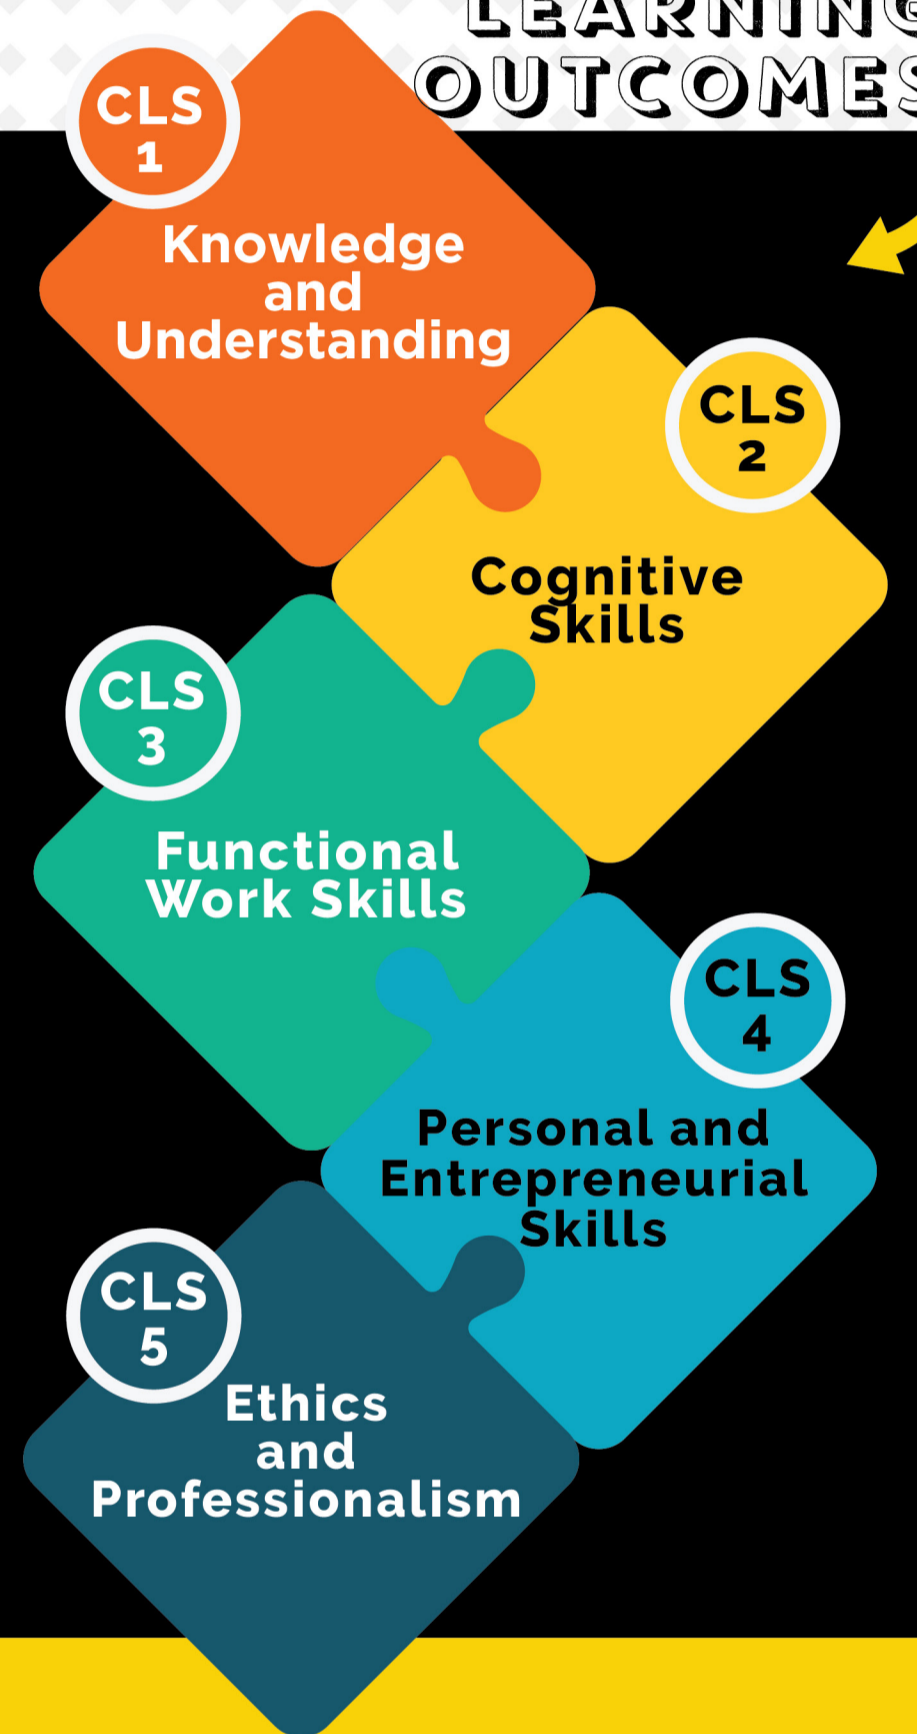 LEARNING
OUTCOMES
CLS
1
Knowledge
and
Understanding
CLS
2
Cognitive
Skills
CLS
3
Functional
Work Skills
CLS
4
Personal and
Entrepreneurial
Skills
CLS
5
Ethics
and
Professionalism